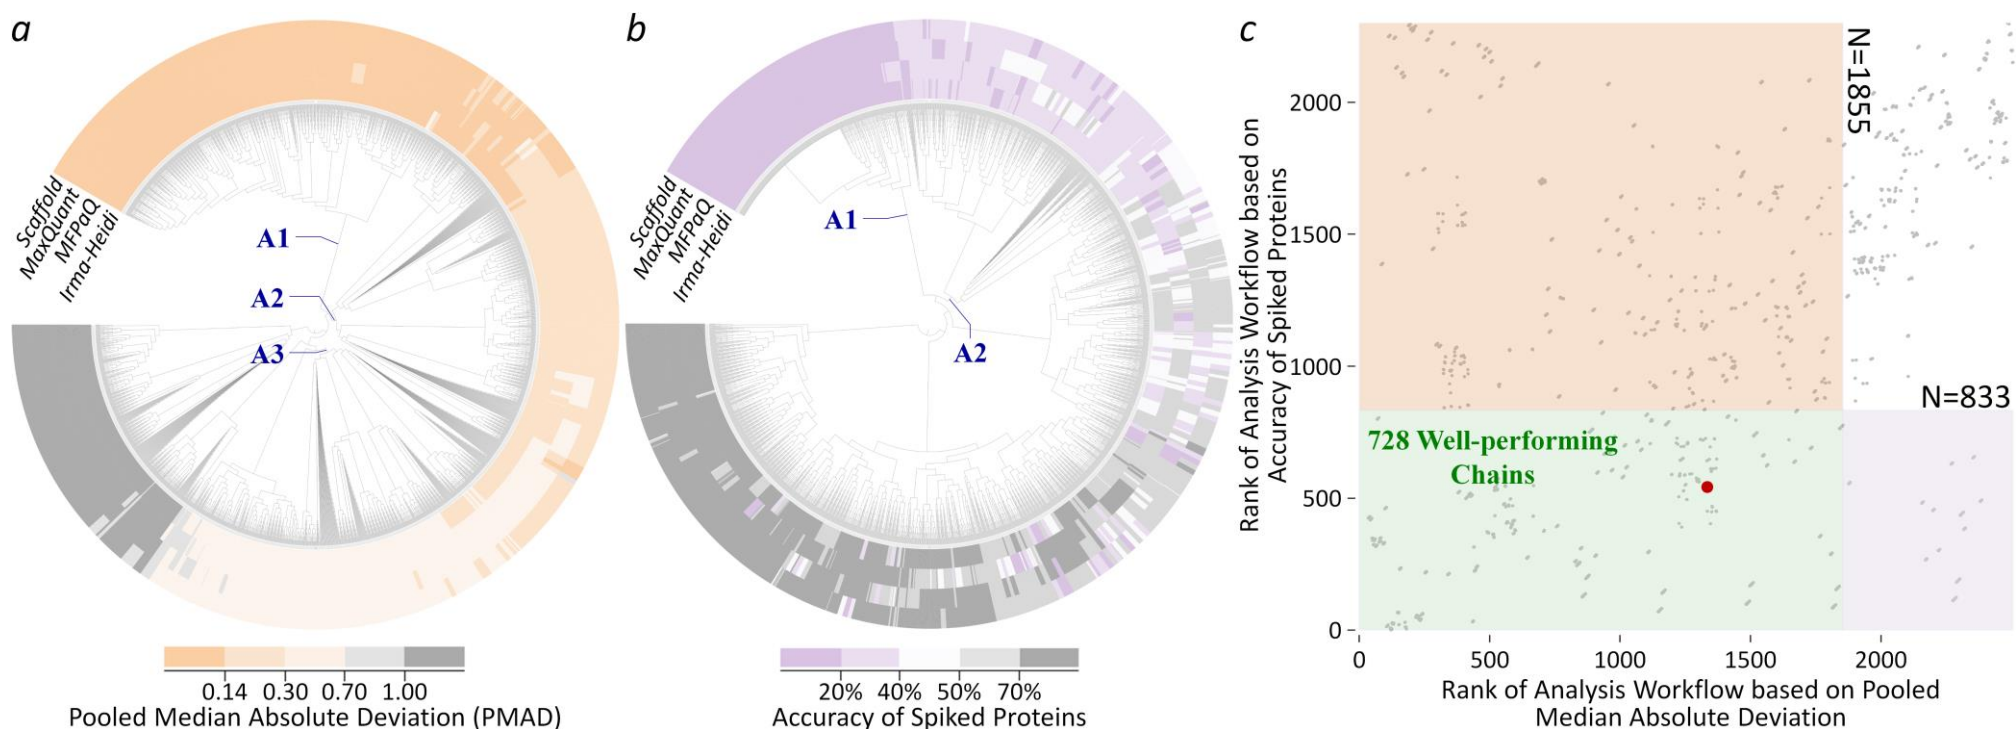 a
Scaffold
MaxQuant
MFPaQ
Irma-Heidi
A1
A2
A3
0.14 0.30 0.70 1.00
Pooled Median Absolute Deviation (PMAD)
b
Scaffold
MaxQuant
MFPaQ
Irma-Heidi
A1
A2
20% 40% 50% 70%
Accuracy of Spiked Proteins
c
Rank of Analysis Workflow based on
Accuracy of Spiked Proteins
2000
1500
1000
500
0
N=1855
N=833
728 Well-performing
Chains
0 500 1000 1500 2000
Rank of Analysis Workflow based on Pooled
Median Absolute Deviation